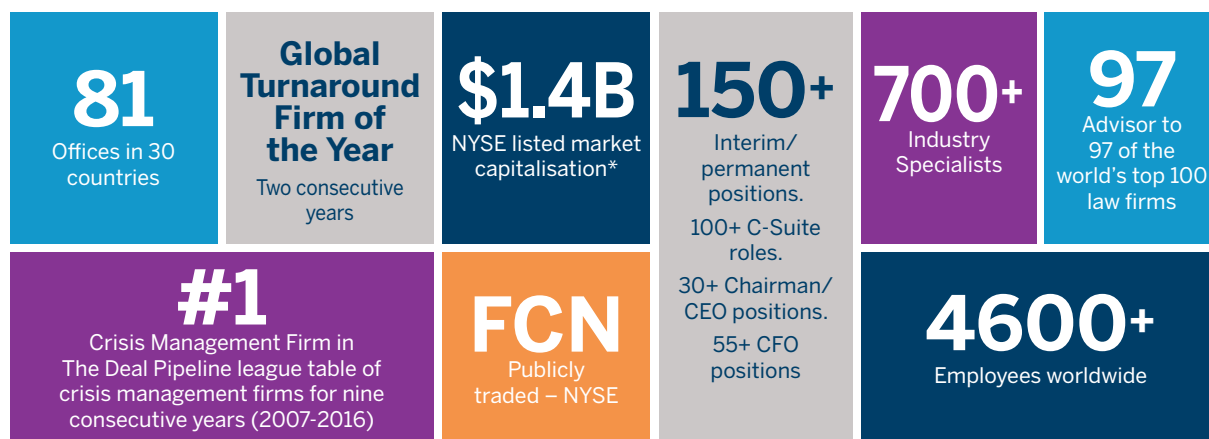 81
Offices in 30
countries
Global
Turnaround
Firm of
the Year
Two consecutive
years
$1.4B
NYSE listed market
capitalisation*
150+
Interim/
permanent
positions.
100+ C-Suite
roles.
30+ Chairman/
CEO positions.
55+ CFO
positions
700+
Industry
Specialists
97
Advisor to
97 of the
world's top 100
law firms
#1
Crisis Management Firm in
The Deal Pipeline league table of
crisis management firms for nine
consecutive years (2007-2016)
FCN
Publicly
traded – NYSE
4600+
Employees worldwide